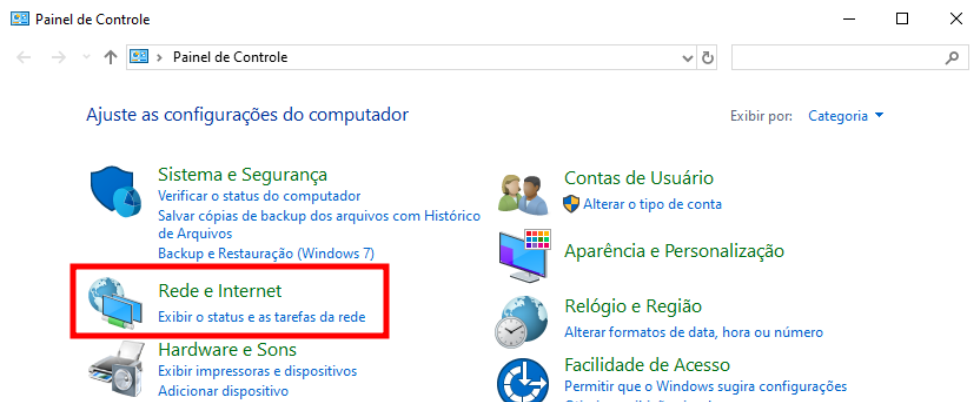 Painel de Controle
Painel de Controle
Ajuste as configurações do computador
Exibir por: Categoria
Sistema e Segurança
Verificar o status do computador
Salvar cópias de backup dos arquivos com Histórico
de Arquivos
Backup e Restauração (Windows 7)
Rede e Internet
Exibir o status e as tarefas da rede
Hardware e Sons
Exibir impressoras e dispositivos
Adicionar dispositivo
Contas de Usuário
Alterar o tipo de conta
Aparência e Personalização
Relógio e Região
Alterar formatos de data, hora ou número
Facilidade de Acesso
Permitir que o Windows sugira configurações